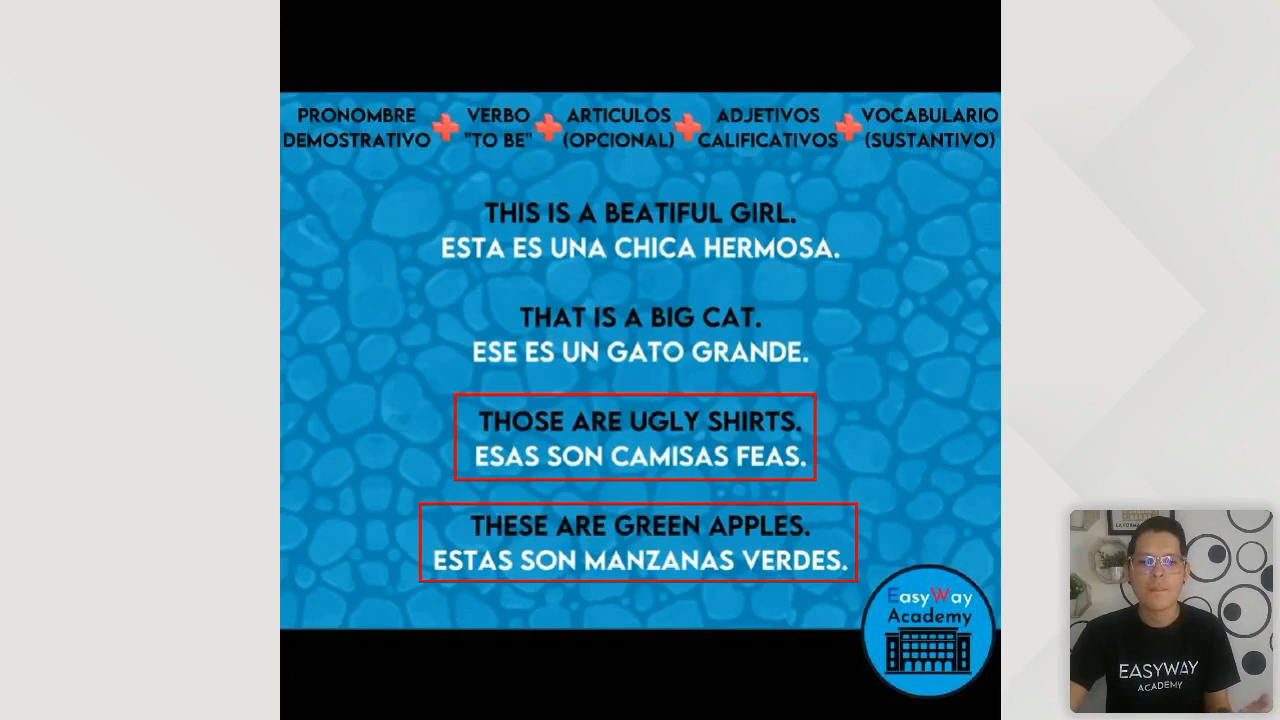 PRONOMBRE DEMOSTRATIVO + VERBO "TO BE" + ARTICULOS (OPCIONAL) + ADJETIVOS CALIFICATIVOS + VOCABULARIO (SUSTANTIVO)
THIS IS A BEATIFUL GIRL.
ESTA ES UNA CHICA HERMOSA.
THAT IS A BIG CAT.
ESE ES UN GATO GRANDE.
THOSE ARE UGLY SHIRTS.
ESAS SON CAMISAS FEAS.
THESE ARE GREEN APPLES.
ESTAS SON MANZANAS VERDES.
EasyWay
Academy
EASYWAY
ACADEMY